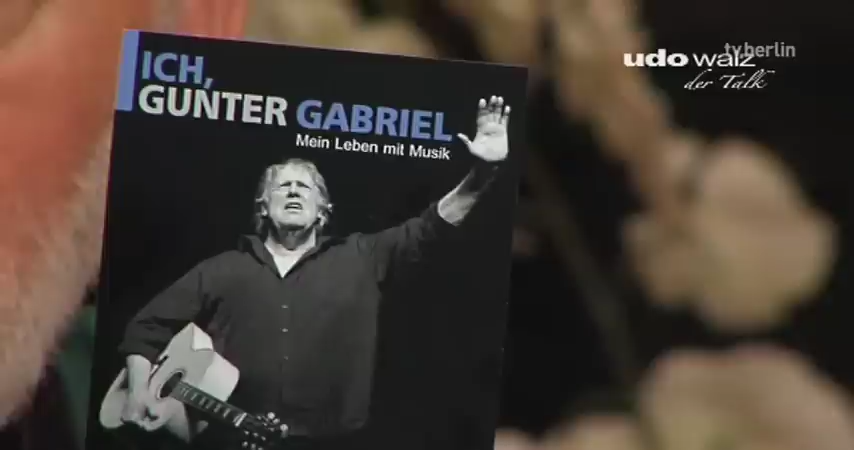 ICH,
GUNTER GABRIEL
Mein Leben mit Musik
tv.berlin
udo walz
der Talk